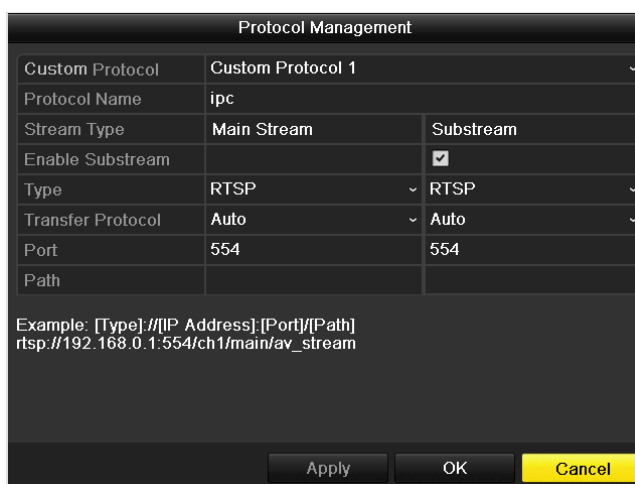 Protocol Management
Custom Protocol Custom Protocol 1
Protocol Name ipc
Stream Type Main Stream Substream
Enable Substream
Type RTSP RTSP
Transfer Protocol Auto Auto
Port 554 554
Path
Example: [Type]://[IP Address]:[Port]/[Path]
rtsp://192.168.0.1:554/ch1/main/av_stream
Apply OK Cancel